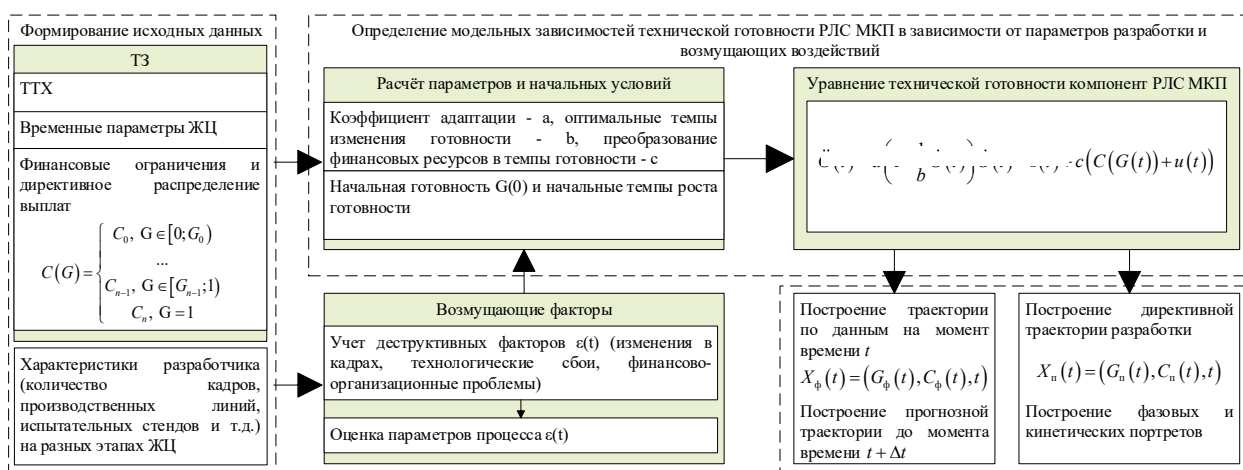 Формирование исходных данных
ТЗ
ТТХ
Временные параметры ЖЦ
Финансовые ограничения и
директивное распределение
выплат
C(G) = {
C₀, G ∈ [0; G₀)
...
Cₙ₋₁, G ∈ [Gₙ₋₁; 1)
Cₙ, G = 1
Характеристики разработчика
(количество кадров,
производственных линий,
испытательных стендов и т.д.)
на разных этапах ЖЦ
Определение модельных зависимостей технической готовности РЛС МКП в зависимости от параметров разработки и
возмущающих воздействий
Расчёт параметров и начальных условий
Коэффициент адаптации - a, оптимальные темпы
изменения готовности - b, преобразование
финансовых ресурсов в темпы готовности - c
Начальная готовность G(0) и начальные темпы роста
готовности
Уравнение технической готовности компонент РЛС МКП
b
c(C(G(t)) + u(t))
Возмущающие факторы
Учет деструктивных факторов ε(t) (изменения в
кадрах, технологические сбои, финансово-
организационные проблемы)
Оценка параметров процесса ε(t)
Построение траектории
по данным на момент
времени t
X_ф(t) = (G_ф(t), C_ф(t), t)
Построение прогнозной
траектории до момента
времени t + Δt
Построение директивной
траектории разработки
X_п(t) = (G_п(t), C_п(t), t)
Построение фазовых и
кинетических портретов